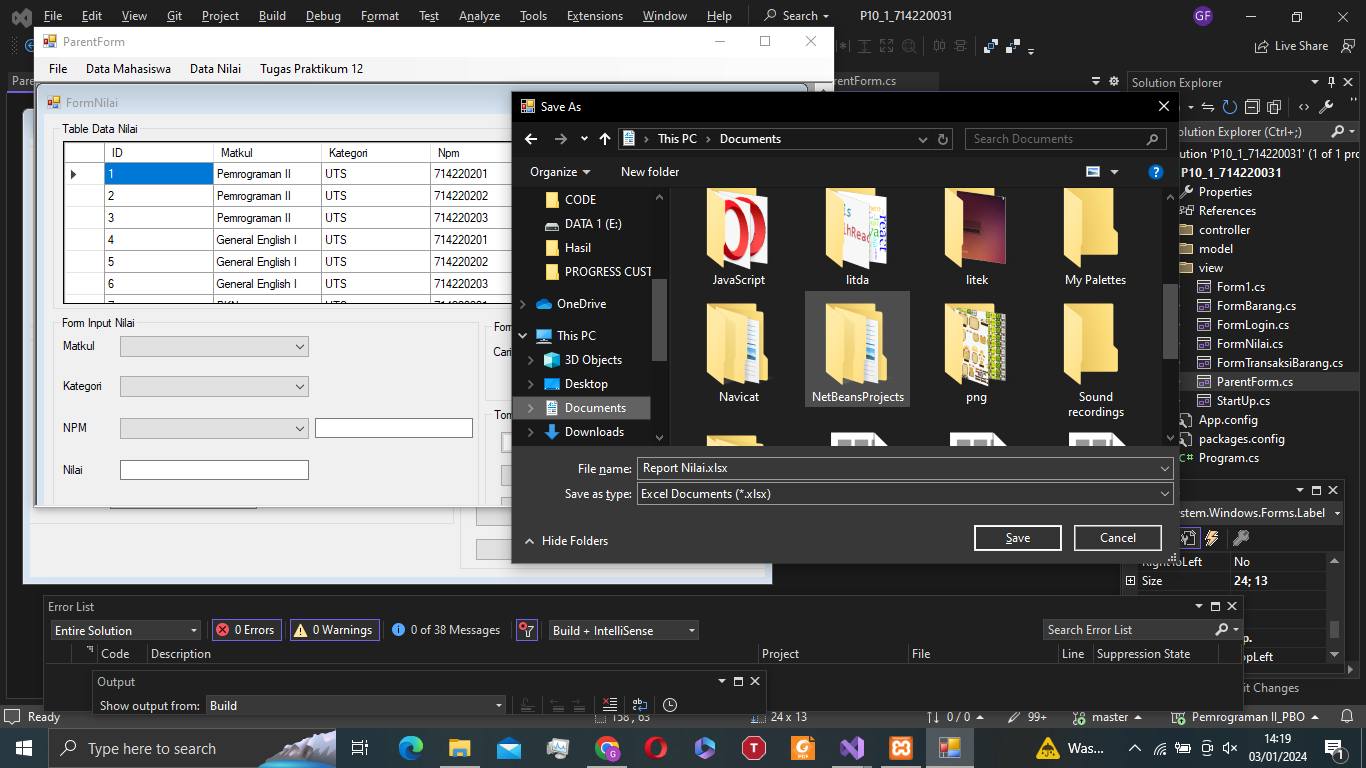 File Edit View Git Project Build Debug Format Test Analyze Tools Extensions Window Help Search P10_1_714220031 GF
ParentForm
Live Share
File Data Mahasiswa Data Nilai Tugas Praktikum 12
rentForm.cs
Solution Explorer
FormNilai
Save As
This PC Documents
Search Documents
olution Explorer (Ctrl+;)
Organize New folder
Table Data Nilai
ID Matkul Kategori Npm
1 Pemrograman II UTS 714220201
2 Pemrograman II UTS 714220202
3 Pemrograman II UTS 714220203
4 General English I UTS 714220201
5 General English I UTS 714220202
6 General English I UTS 714220203
CODE
DATA 1 (E:)
Hasil
PROGRESS CUST
OneDrive
This PC
3D Objects
Desktop
Documents
Downloads
JavaScript
litda
litek
My Palettes
Navicat
NetBeansProjects
png
Sound recordings
ution 'P10_1_714220031' (1 of 1 pro
P10_1_714220031
Properties
References
controller
model
view
Form1.cs
FormBarang.cs
FormLogin.cs
FormNilai.cs
FormTransaksiBarang.cs
ParentForm.cs
StartUp.cs
App.config
packages.config
Program.cs
Form Input Nilai
Matkul
Kategori
NPM
Nilai
Form
Cari
Tom
File name: Report Nilai.xlsx
Save as type: Excel Documents (*.xlsx)
Hide Folders
Save
Cancel
stem.Windows.Forms.Label
RightToLeft No
Size 24; 13
p.
opLeft
Error List
Entire Solution 0 Errors 0 Warnings 0 of 38 Messages Build + IntelliSense Search Error List
Code Description Project File Line Suppression State
Output
Show output from: Build
it Changes
Ready 158 , 63 24 x 13 0 / 0 99+ master Pemrograman II_PBO
Type here to search
Was...
14:19
03/01/2024
1